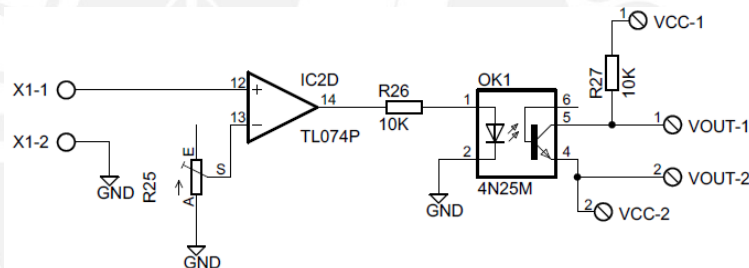 1 VCC-1
X1-1
12 +
13 −
IC2D
14
TL074P
R26
10K
OK1
1
2
6
5
4
4N25M
R27
10K
1 VOUT-1
2 VOUT-2
2 VCC-2
X1-2
GND
R25
E
S
A
GND
GND